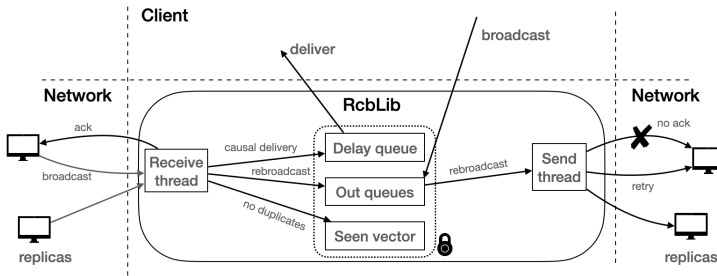 Client
deliver
broadcast
Network
RcbLib
Network
ack
no ack
causal delivery
Delay queue
Receive
thread
rebroadcast
Out queues
rebroadcast
Send
thread
broadcast
retry
no duplicates
Seen vector
replicas
replicas